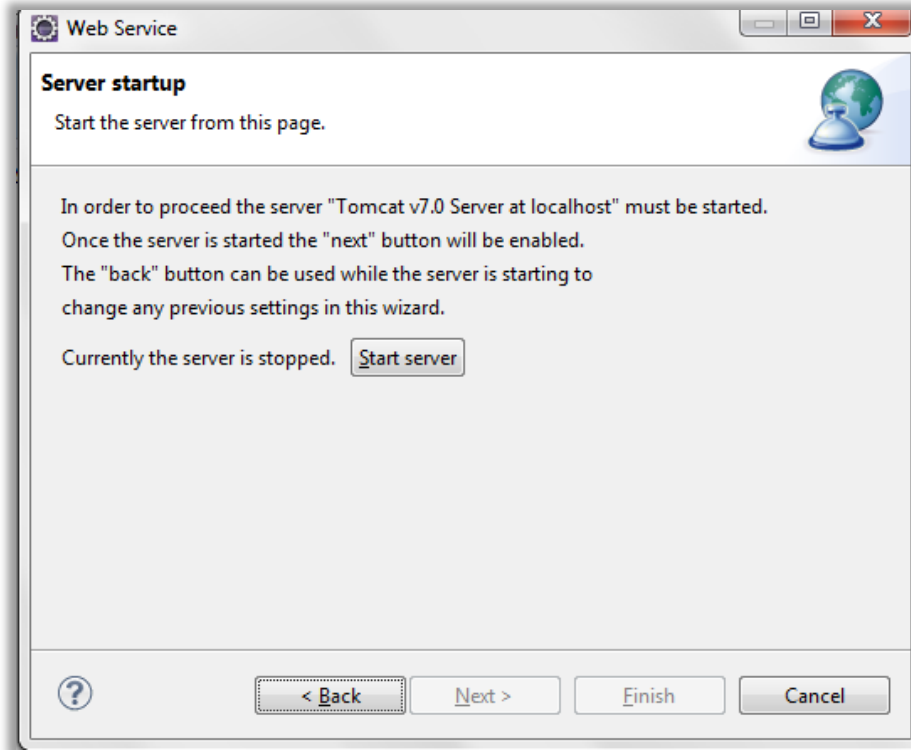 Web Service
Server startup
Start the server from this page.
In order to proceed the server "Tomcat v7.0 Server at localhost" must be started.
Once the server is started the "next" button will be enabled.
The "back" button can be used while the server is starting to
change any previous settings in this wizard.
Currently the server is stopped. Start server
? < Back Next > Finish Cancel